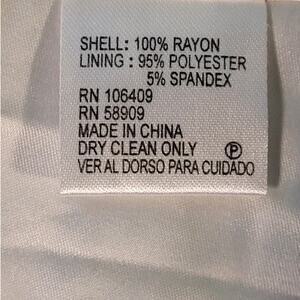 SHELL: 100% RAYON
LINING : 95% POLYESTER
5% SPANDEX
RN 106409
RN 58909
MADE IN CHINA
DRY CLEAN ONLY Ⓟ
VER AL DORSO PARA CUIDADO